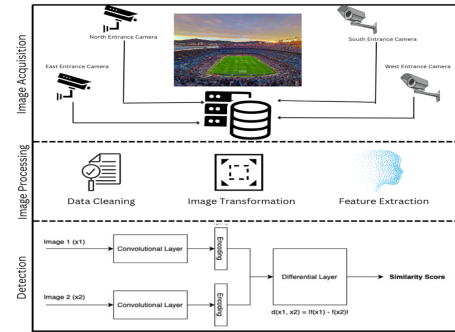 Image Acquisition
North Entrance Camera
South Entrance Camera
East Entrance Camera
West Entrance Camera
Image Processing
Data Cleaning
Image Transformation
Feature Extraction
Detection
Image 1 (x1)
Convolutional Layer
Encoding
Differential Layer
Similarity Score
Image 2 (x2)
Convolutional Layer
Encoding
d(x1, x2) = |f(x1) - f(x2)|